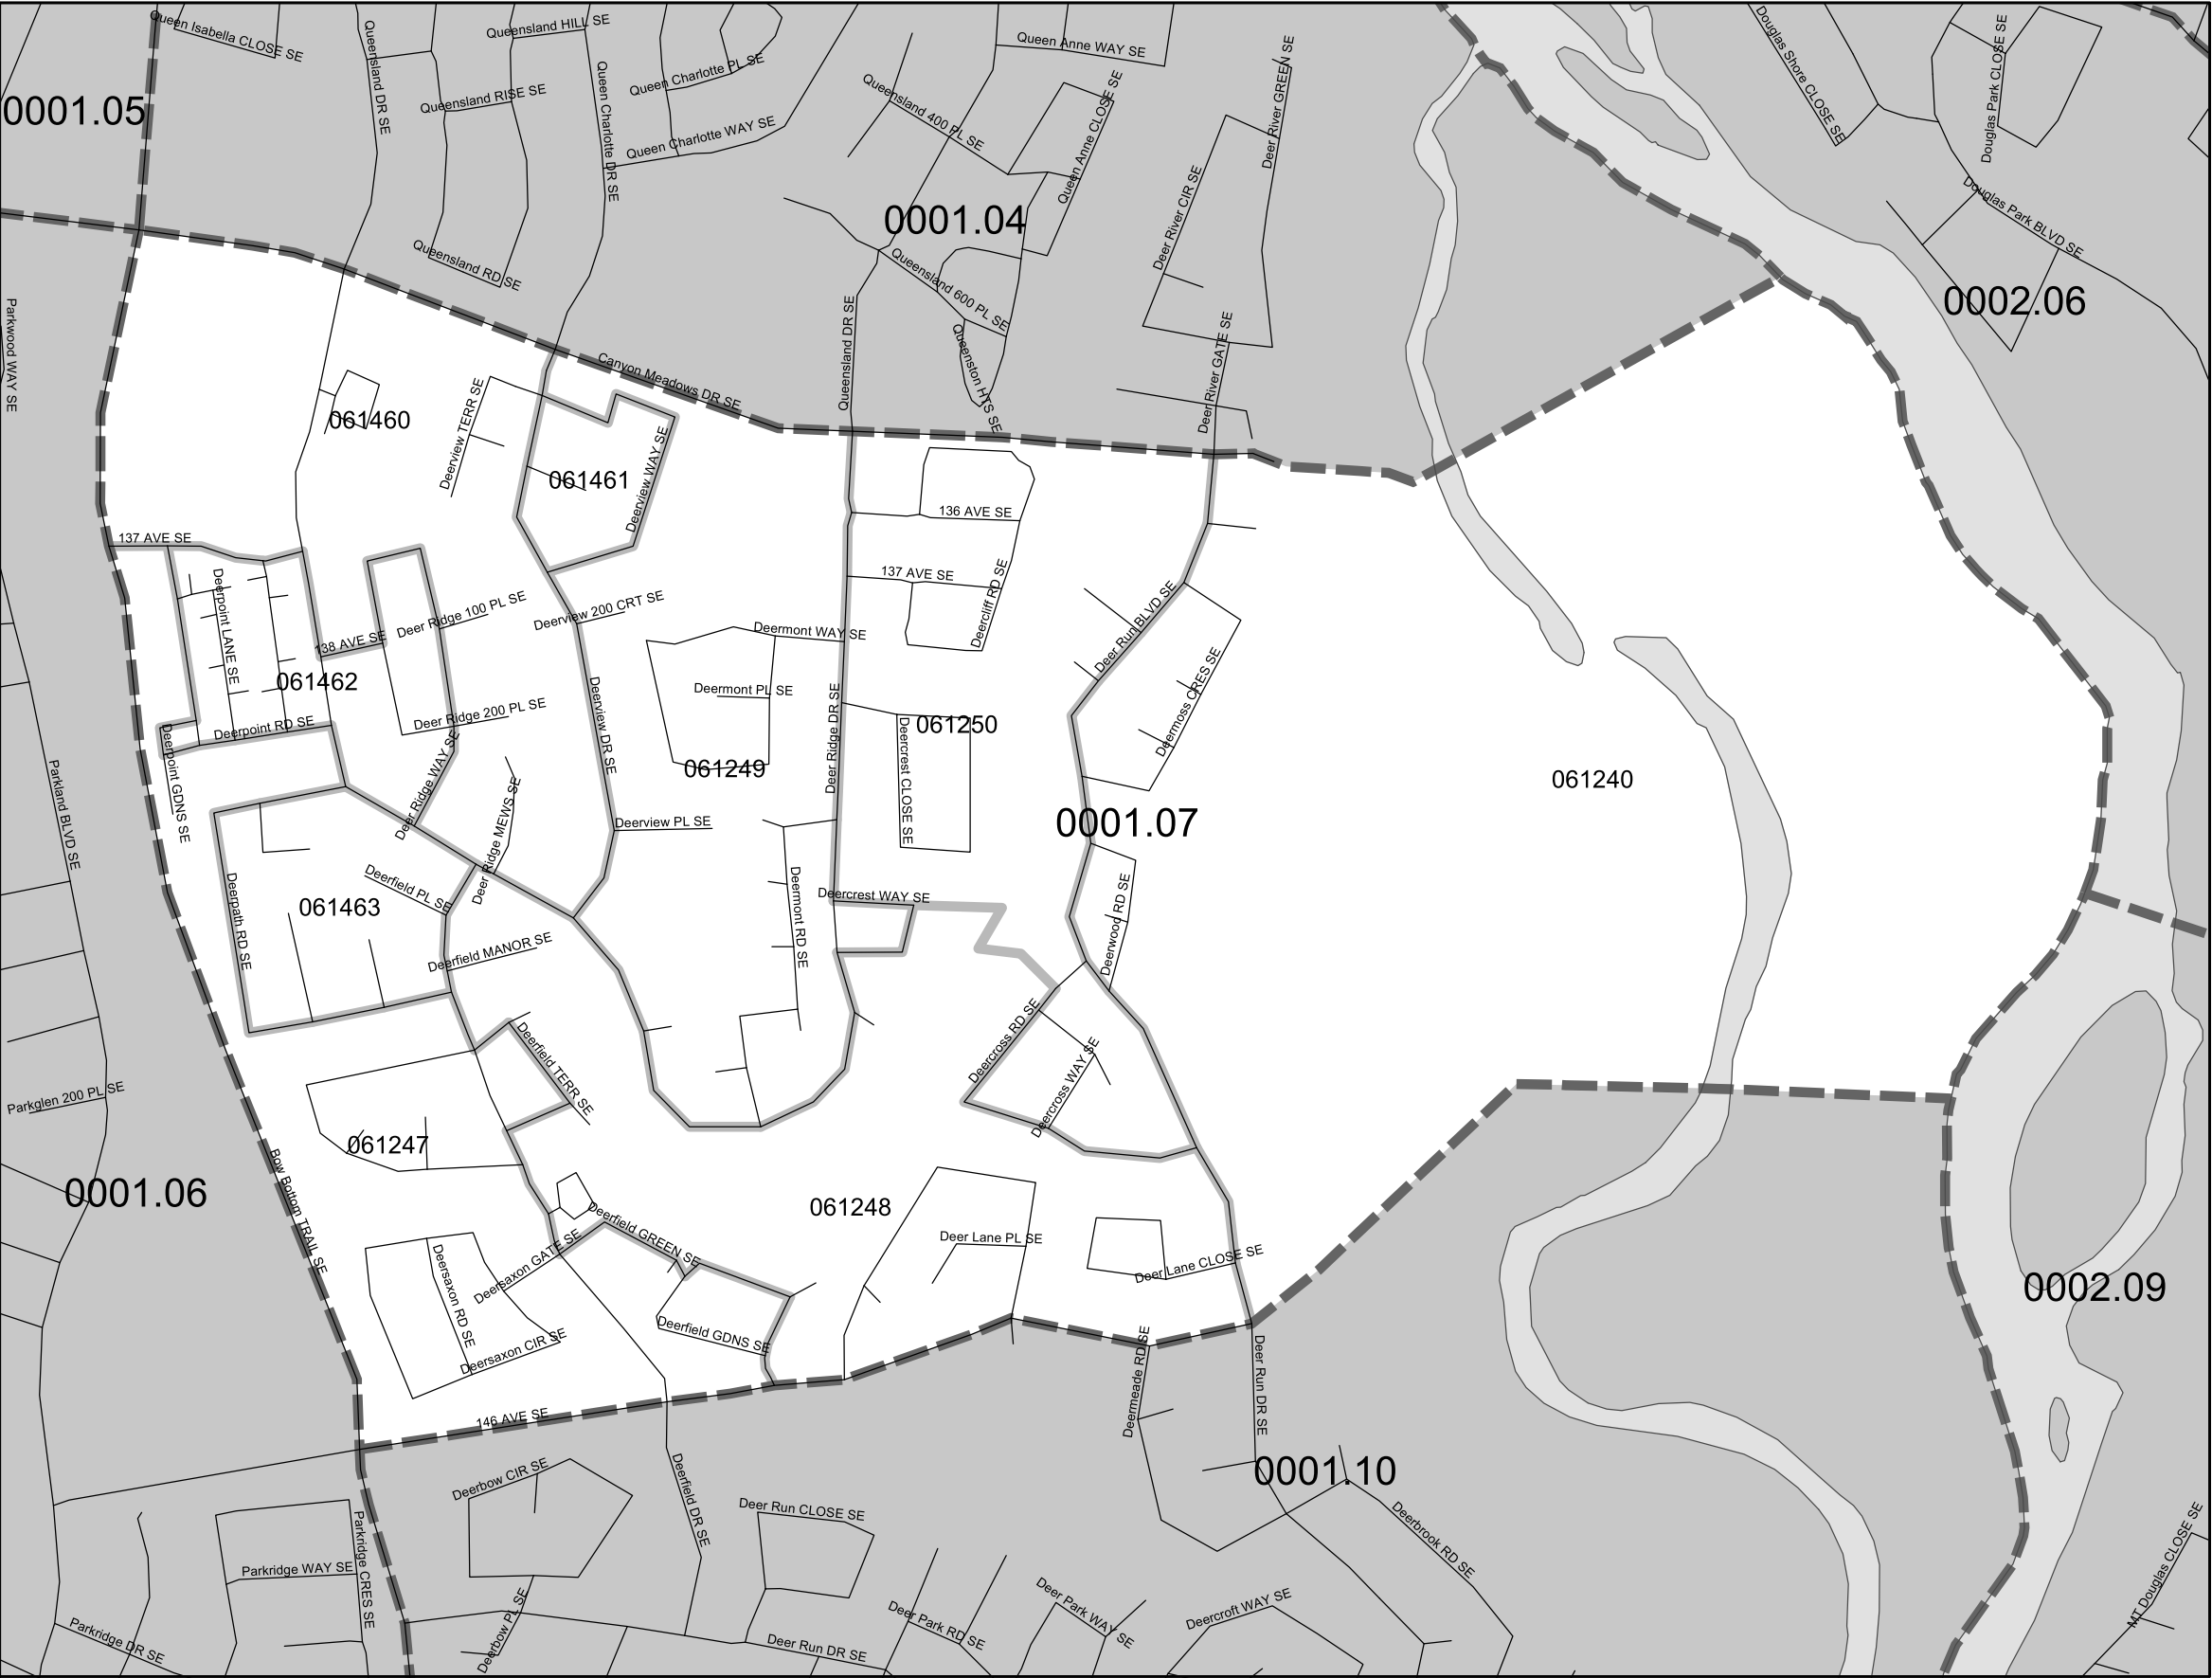 Queen Isabella CLOSE SE
Queensland DR SE
Queensland HILL SE
Queen Charlotte PL SE
Queen Anne WAY SE
Deer River GREEN SE
Douglas Shore CLOSE SE
Douglas Park CLOSE SE
0001.05
Queensland RISE SE
Queen Charlotte DR SE
Queen Charlotte WAY SE
Queensland 400 PL SE
Queen Anne CLOSE SE
Deer River CIR SE
0001.04
Douglas Park BLVD SE
Queensland RD SE
Queensland 600 PL SE
0002.06
Parkwood WAY SE
Canyon Meadows DR SE
Queensland DR SE
Queenston HTS SE
Deer River GATE SE
061460
Deerview TERR SE
061461
Deerview WAY SE
136 AVE SE
137 AVE SE
137 AVE SE
Deerpoint LANE SE
Deer Ridge 100 PL SE
Deerview 200 CRT SE
Deercliff RD SE
138 AVE SE
Deermont WAY SE
Deer Run BLVD SE
061462
Deermont PL SE
Deermoss CRES SE
Deerpoint RD SE
Deer Ridge 200 PL SE
Deerview DR SE
Deer Ridge DR SE
061250
Deerpoint GDNS SE
Deer Ridge WAY SE
061249
Deercrest CLOSE SE
061240
Parkland BLVD SE
Deer Ridge MEWS SE
Deerview PL SE
0001.07
Deerfield PL SE
Deerpath RD SE
061463
Deermont RD SE
Deercrest WAY SE
Deerwood RD SE
Deerfield MANOR SE
Deerfield TERR SE
Deercross RD SE
Deercross WAY SE
Parkglen 200 PL SE
061247
0001.06
Bow Bottom TRAIL SE
061248
Deerfield GREEN SE
Deersaxon GATE SE
Deersaxon RD SE
Deer Lane PL SE
Deer Lane CLOSE SE
0002.09
Deersaxon CIR SE
Deerfield GDNS SE
Deermeade RD SE
Deer Run DR SE
146 AVE SE
0001.10
Deerbow CIR SE
Deerfield DR SE
Deer Run CLOSE SE
Deerbrook RD SE
Parkridge WAY SE
Parkridge CRES SE
MT Douglas CLOSE SE
Parkridge DR SE
Deerbow PL SE
Deer Run DR SE
Deer Park RD SE
Deer Park WAY SE
Deercroft WAY SE